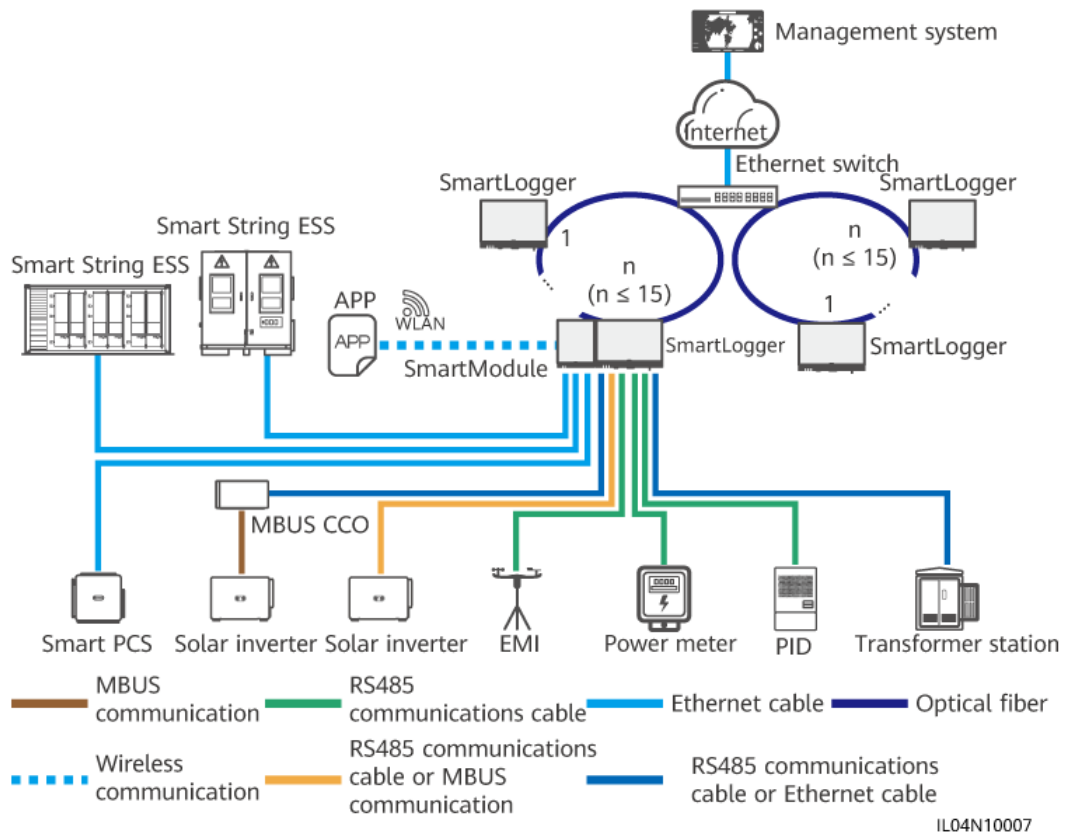 Management system
Internet
Ethernet switch
SmartLogger
SmartLogger
Smart String ESS
1
n
(n ≤ 15)
n
(n ≤ 15)
1
Smart String ESS
APP
WLAN
APP
SmartModule
SmartLogger
SmartLogger
MBUS CCO
Smart PCS
Solar inverter
Solar inverter
EMI
Power meter
PID
Transformer station
MBUS
communication
RS485
communications cable
Ethernet cable
Optical fiber
Wireless
communication
RS485 communications
cable or MBUS
communication
RS485 communications
cable or Ethernet cable
IL04N10007